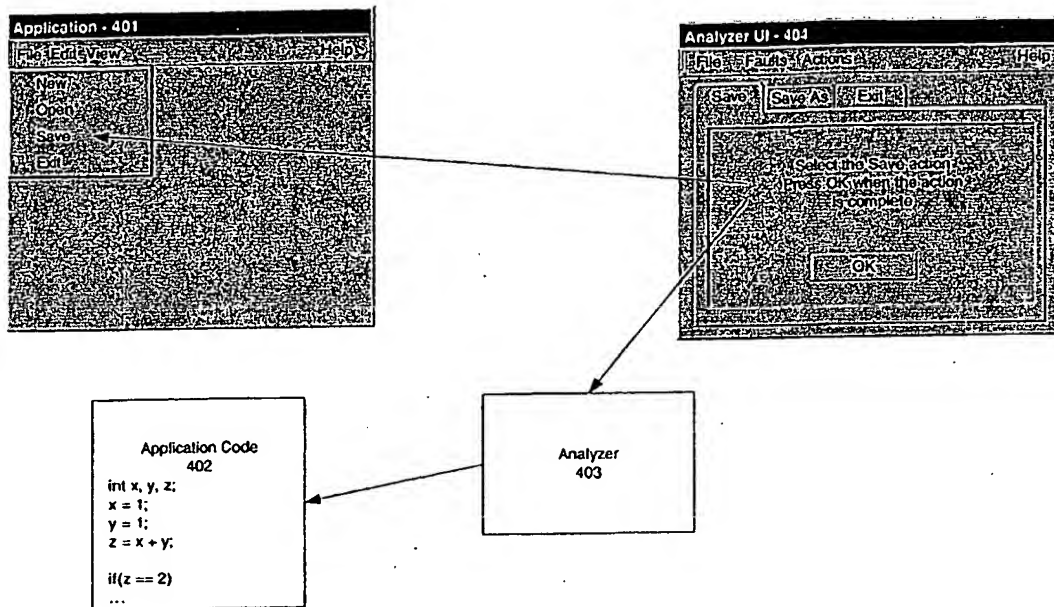 Application - 401
File Edit View Help
New
Open
Save
Exit
Analyzer UI - 404
File Faults Actions Help
Save Save As Exit
Select the Save action.
Press OK when the action
is complete.
OK
Application Code
402
int x, y, z;
x = 1;
y = 1;
z = x + y;
if(z == 2)
...
Analyzer
403